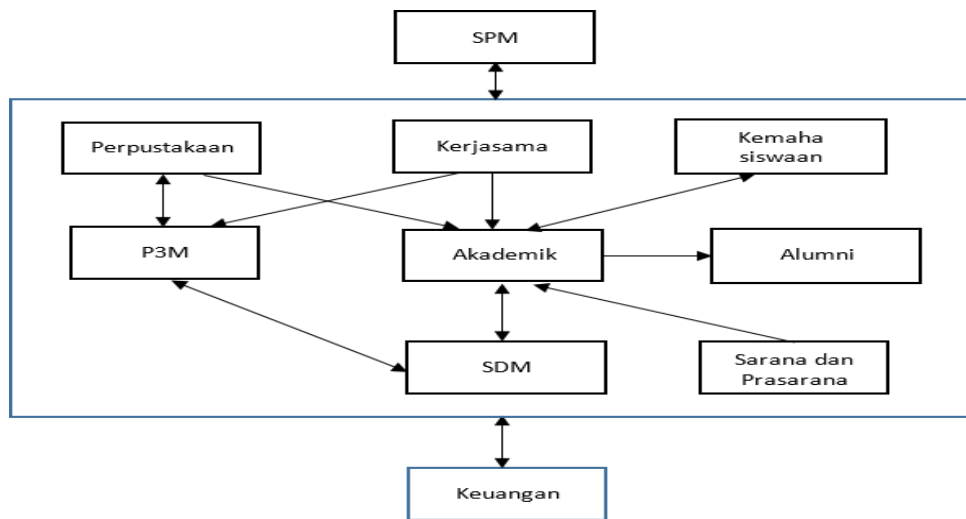 SPM
Perpustakaan
Kerjasama
Kemaha
siswaan
P3M
Akademik
Alumni
SDM
Sarana dan
Prasarana
Keuangan